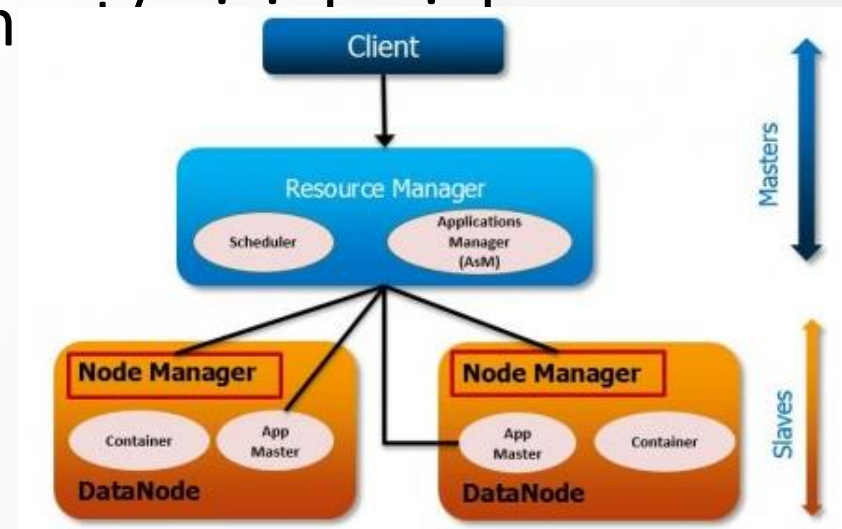 Client
Resource Manager
Scheduler
Applications
Manager
(AsM)
Masters
Node Manager
Container
App
Master
DataNode
Node Manager
App
Master
Container
DataNode
Slaves